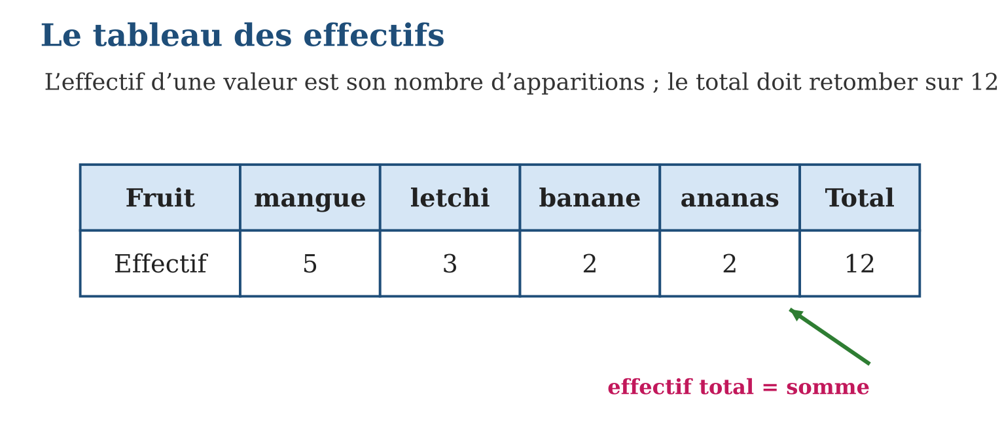 Le tableau des effectifs
L’effectif d’une valeur est son nombre d’apparitions ; le total doit retomber sur 12
Fruit mangue letchi banane ananas Total
Effectif 5 3 2 2 12
effectif total = somme